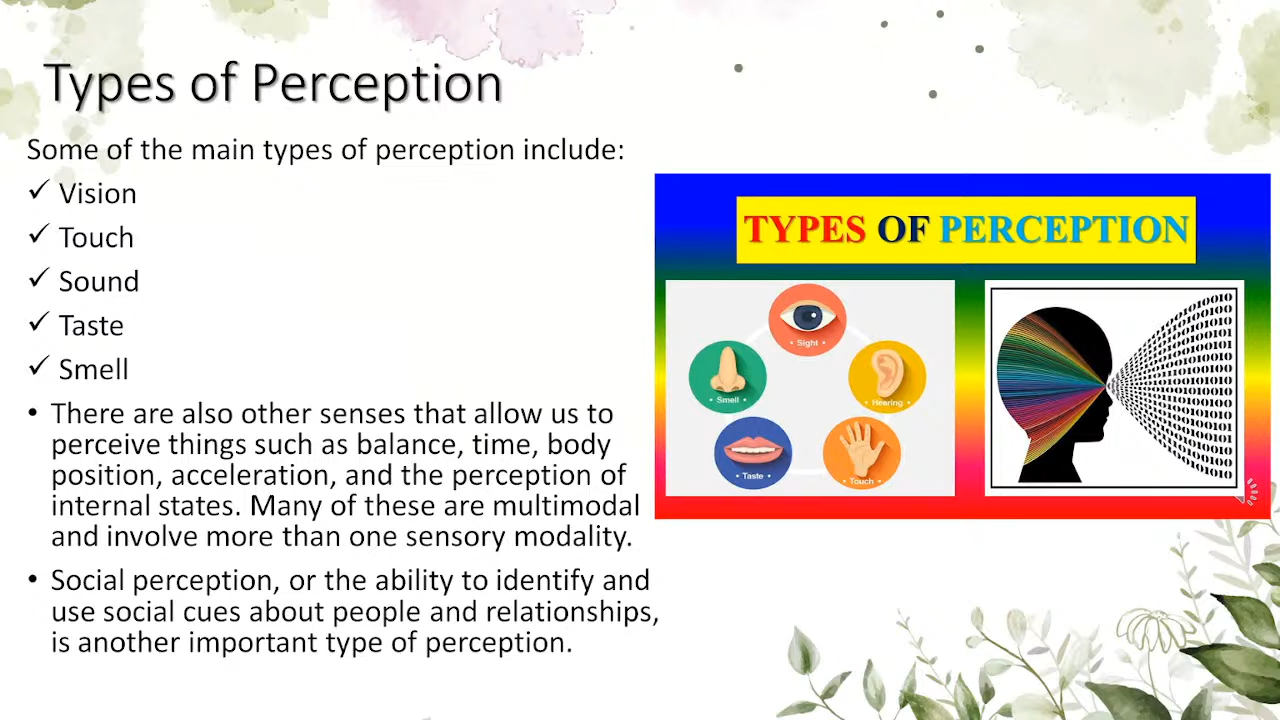 Types of Perception
Some of the main types of perception include:
✓ Vision
✓ Touch
✓ Sound
✓ Taste
✓ Smell
• There are also other senses that allow us to
perceive things such as balance, time, body
position, acceleration, and the perception of
internal states. Many of these are multimodal
and involve more than one sensory modality.
• Social perception, or the ability to identify and
use social cues about people and relationships,
is another important type of perception.
TYPES OF PERCEPTION
• Sight •
• Smell •
• Hearing •
• Taste •
• Touch •